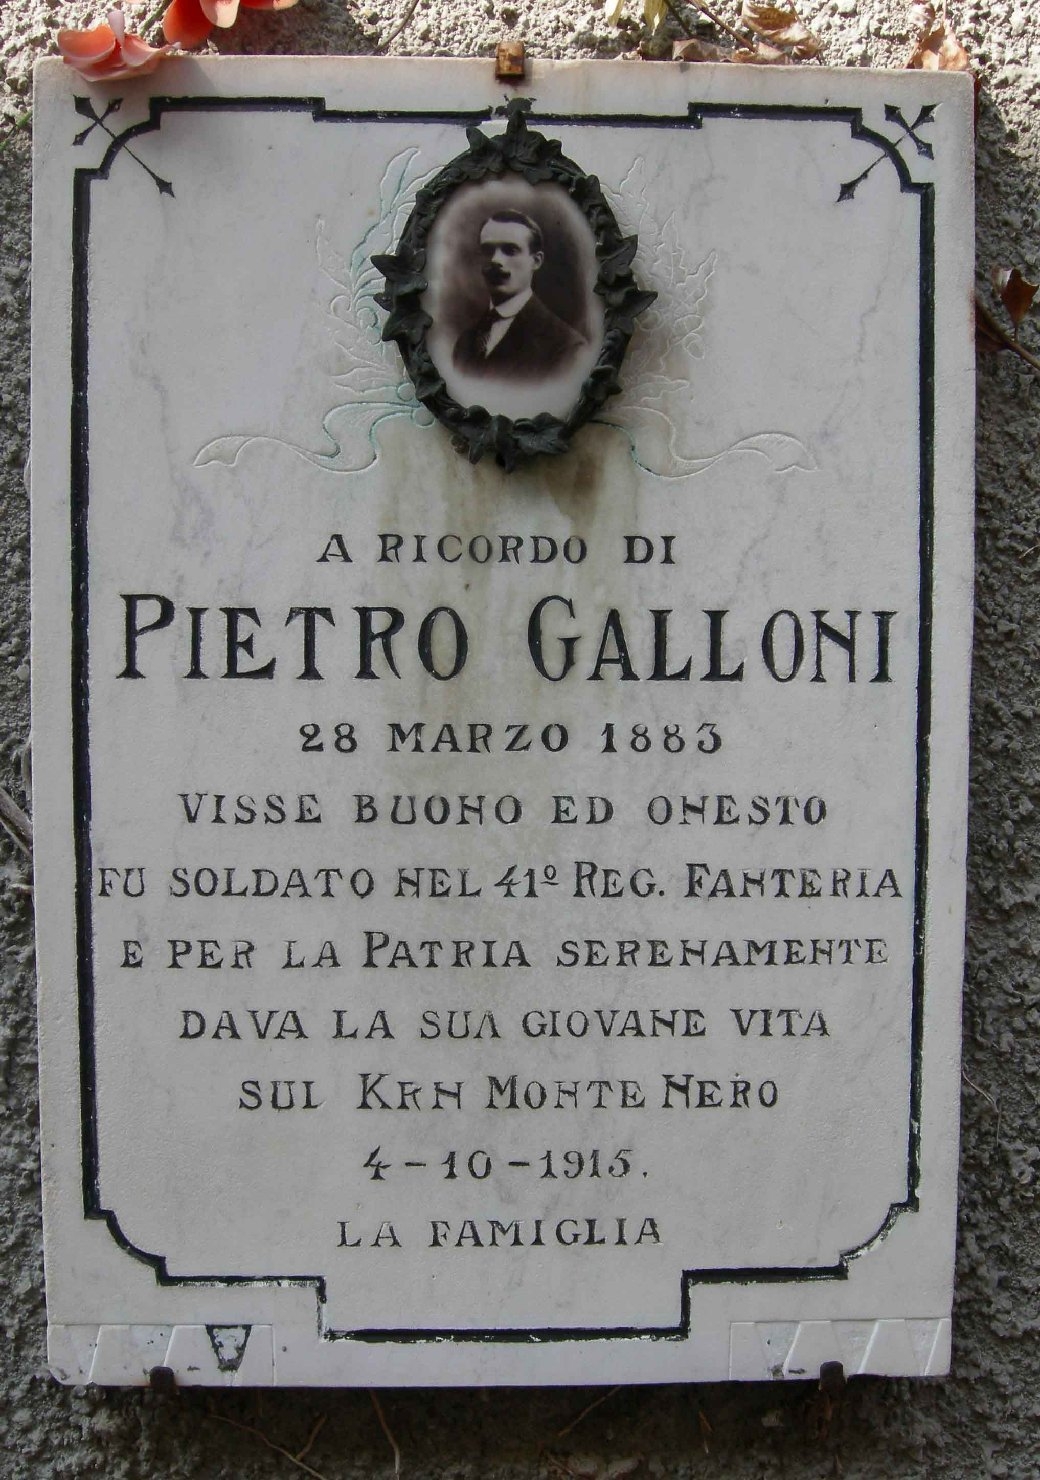 A RICORDO DI
PIETRO GALLONI
28 MARZO 1883
VISSE BUONO ED ONESTO
FU SOLDATO NEL 41º REG. FANTERIA
E PER LA PATRIA SERENAMENTE
DAVA LA SUA GIOVANE VITA
SUL KRN MONTE NERO
4-10-1915.
LA FAMIGLIA